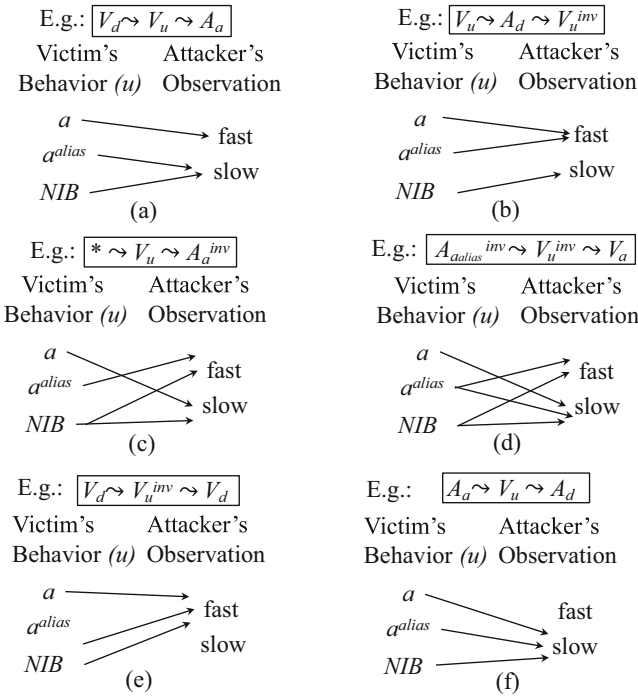 E.g.: V_d ⤳ V_u ⤳ A_a
Victim's Attacker's
Behavior (u) Observation
a
fast
a^alias
slow
NIB
(a)
E.g.: V_u ⤳ A_d ⤳ V_u^inv
Victim's Attacker's
Behavior (u) Observation
a
fast
a^alias
slow
NIB
(b)
E.g.: * ⤳ V_u ⤳ A_a^inv
Victim's Attacker's
Behavior (u) Observation
a
fast
a^alias
slow
NIB
(c)
E.g.: A_aalias^inv ⤳ V_u^inv ⤳ V_a
Victim's Attacker's
Behavior (u) Observation
a
fast
a^alias
slow
NIB
(d)
E.g.: V_d ⤳ V_u^inv ⤳ V_d
Victim's Attacker's
Behavior (u) Observation
a
fast
a^alias
slow
NIB
(e)
E.g.: A_a ⤳ V_u ⤳ A_d
Victim's Attacker's
Behavior (u) Observation
a
fast
a^alias
slow
NIB
(f)